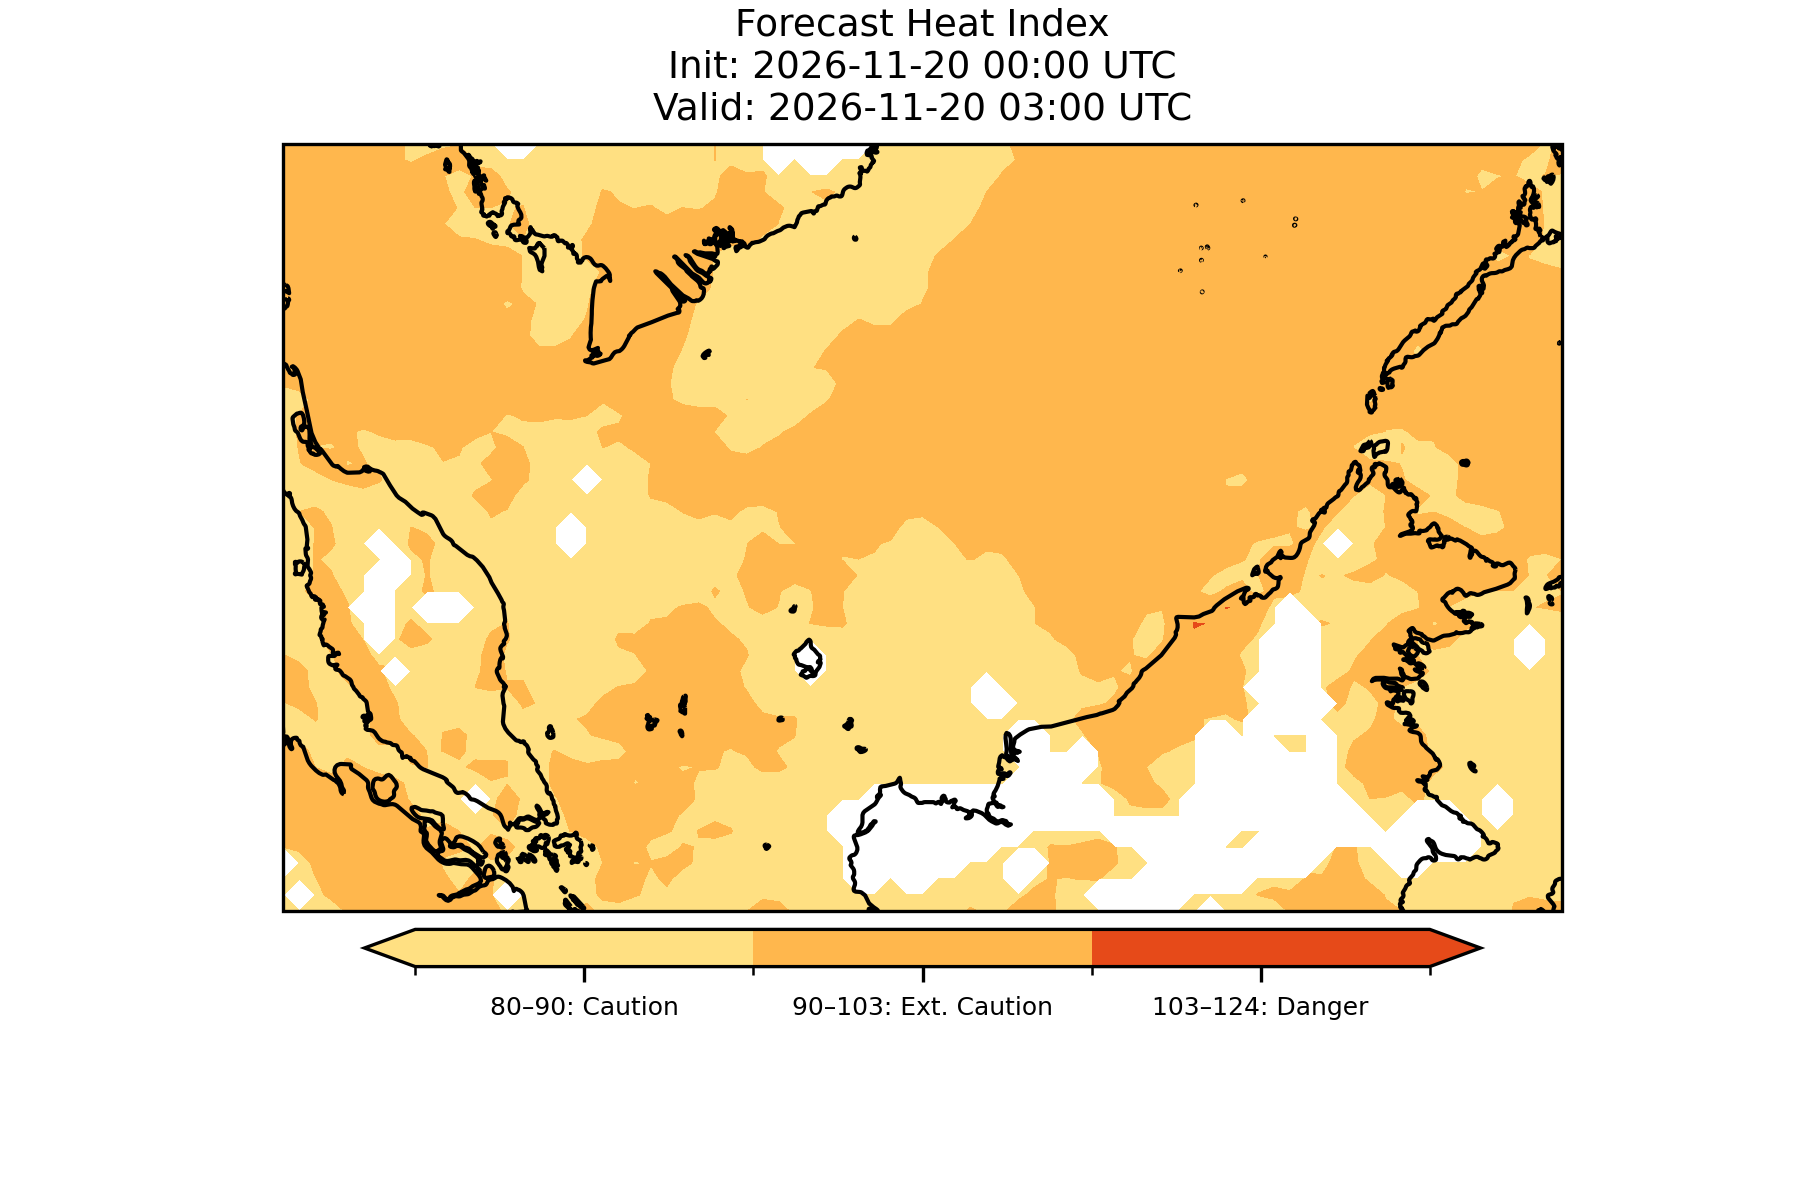 Forecast Heat Index
Init: 2026-11-20 00:00 UTC
Valid: 2026-11-20 03:00 UTC
80–90: Caution
90–103: Ext. Caution
103–124: Danger